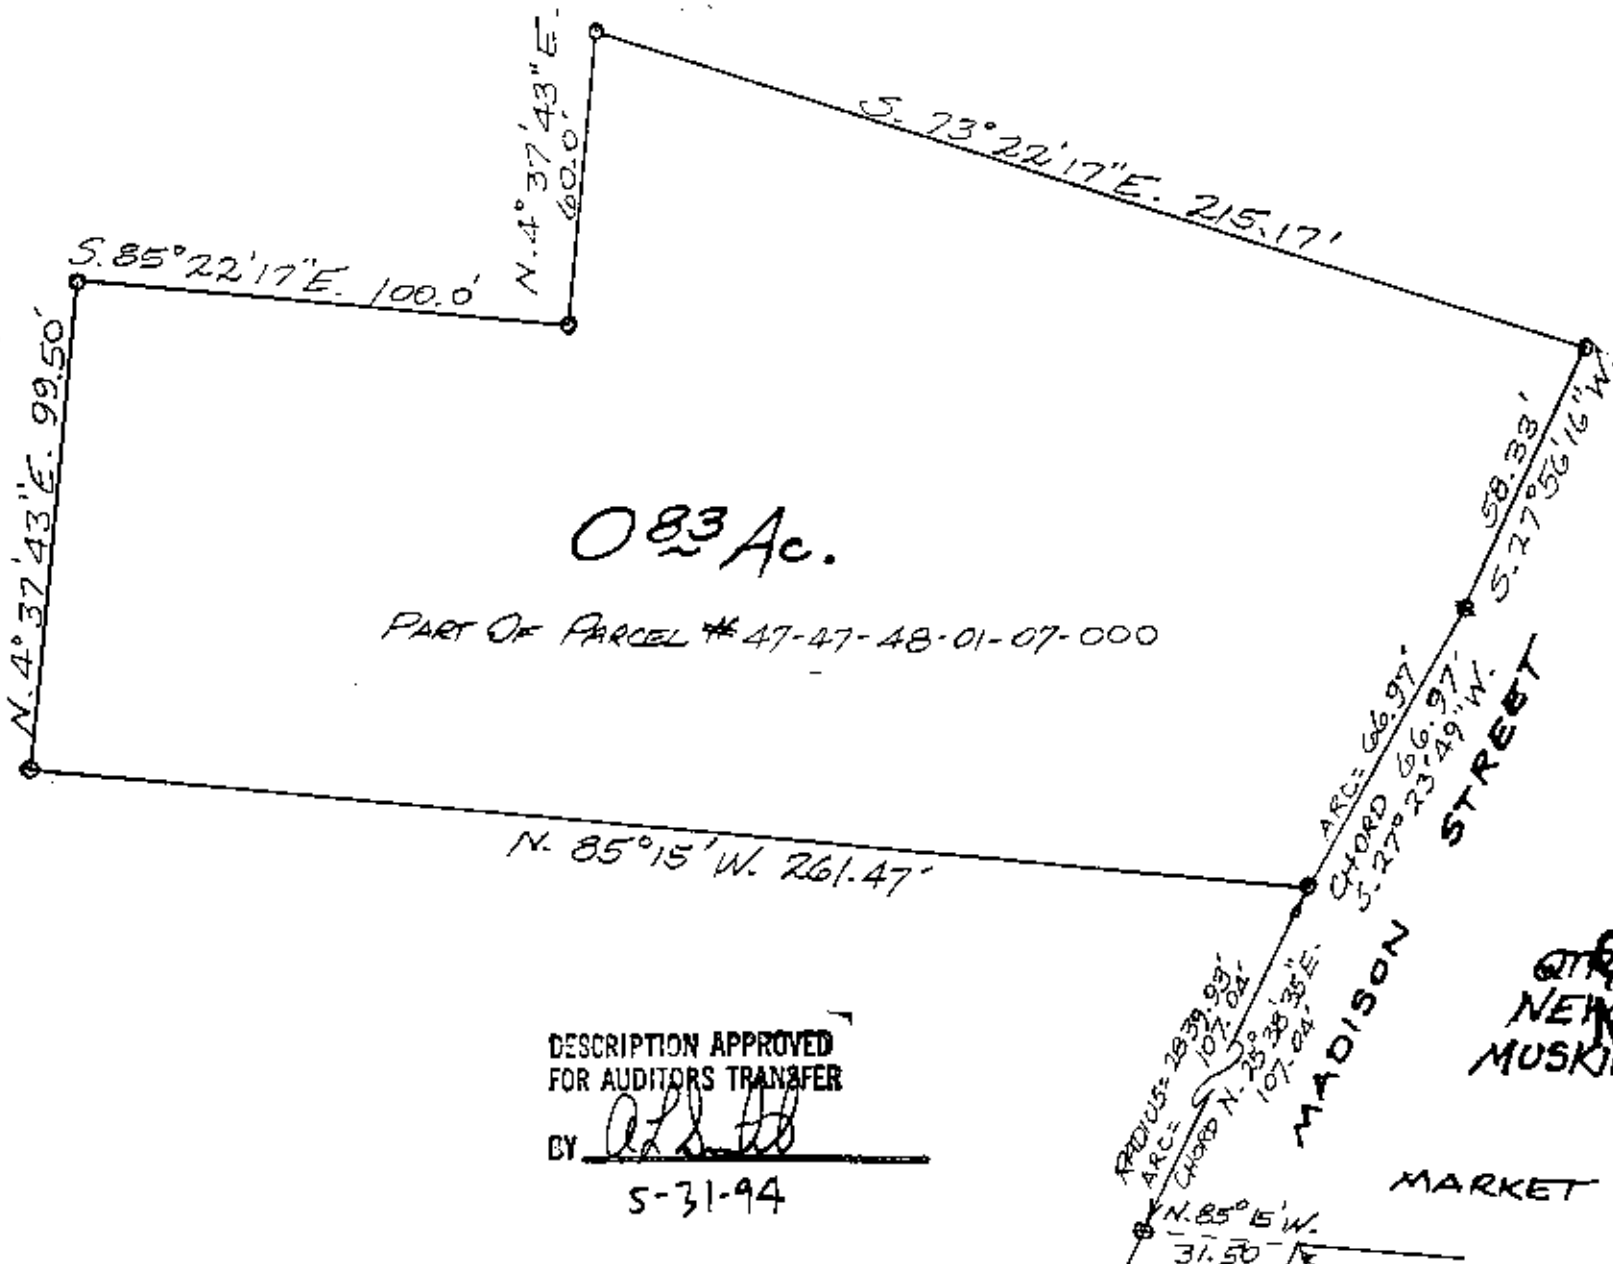 N. 4° 37' 43" E.
60.0'
S. 73° 22' 17" E. 215.17'
S. 85° 22' 17" E. 100.0'
N. 4° 37' 43" E. 99.50'
58.33'
S. 27° 56' 16" W.
0 83 Ac.
PART OF PARCEL # 47-47-48-01-07-000
ARC= 66.97'
CHORD 66.97'
S. 27° 23' 49" W.
MADISON STREET
N. 85° 15' W. 261.47'
RADIUS= 2839.93'
ARC= 107.04'
CHORD N. 25° 38' 35" E.
107.04'
DESCRIPTION APPROVED
FOR AUDITORS TRANSFER
BY
5-31-94
MARKET
N. 85° 15' W.
31.50